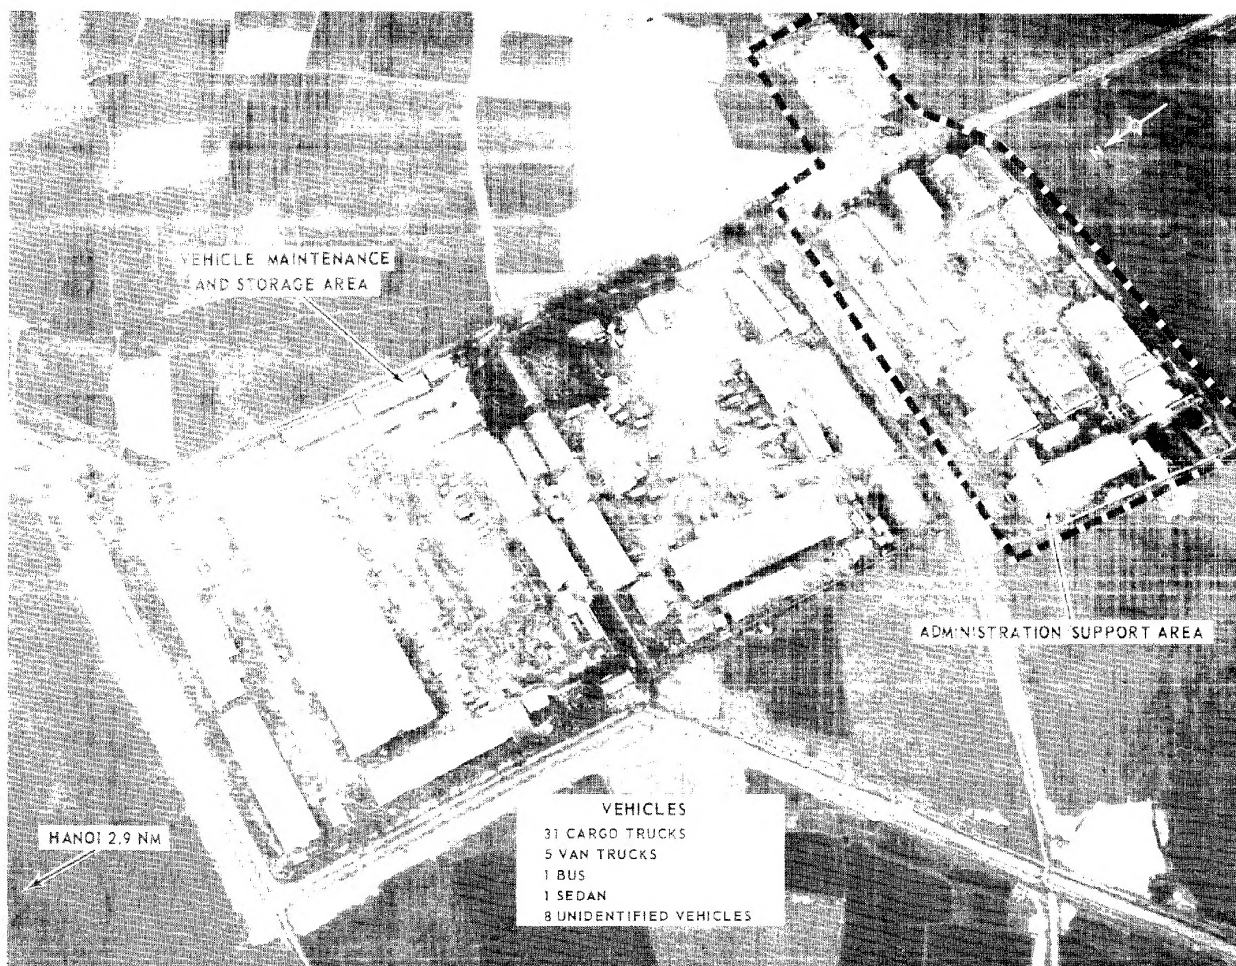 VEHICLE MAINTENANCE
AND STORAGE AREA
N
ADMINISTRATION SUPPORT AREA
HANOI 2.9 NM
VEHICLES
31 CARGO TRUCKS
5 VAN TRUCKS
1 BUS
1 SEDAN
8 UNIDENTIFIED VEHICLES